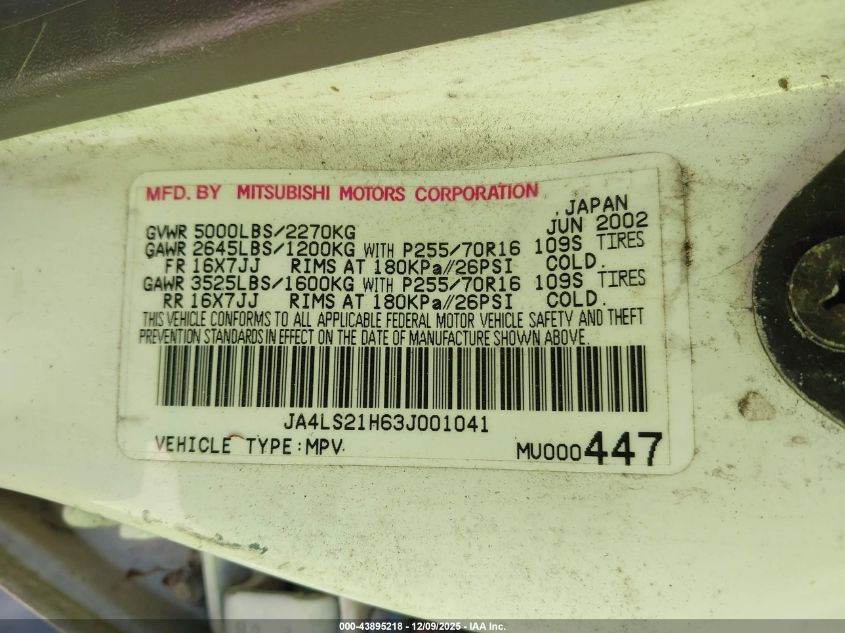 MFD. BY MITSUBISHI MOTORS CORPORATION , JAPAN
GVWR 5000LBS/2270KG JUN 2002
GAWR 2645LBS/1200KG WITH P255/70R16 109S TIRES
FR 16X7JJ RIMS AT 180KPa//26PSI COLD.
GAWR 3525LBS/1600KG WITH P255/70R16 109S TIRES
RR 16X7JJ RIMS AT 180KPa//26PSI COLD.
THIS VEHICLE CONFORMS TO ALL APPLICABLE FEDERAL MOTOR VEHICLE SAFETY AND THEFT
PREVENTION STANDARDS IN EFFECT ON THE DATE OF MANUFACTURE SHOWN ABOVE.
JA4LS21H63J001041
VEHICLE TYPE:MPV MU000447
000-43895218 - 12/09/2025 - IAA Inc.